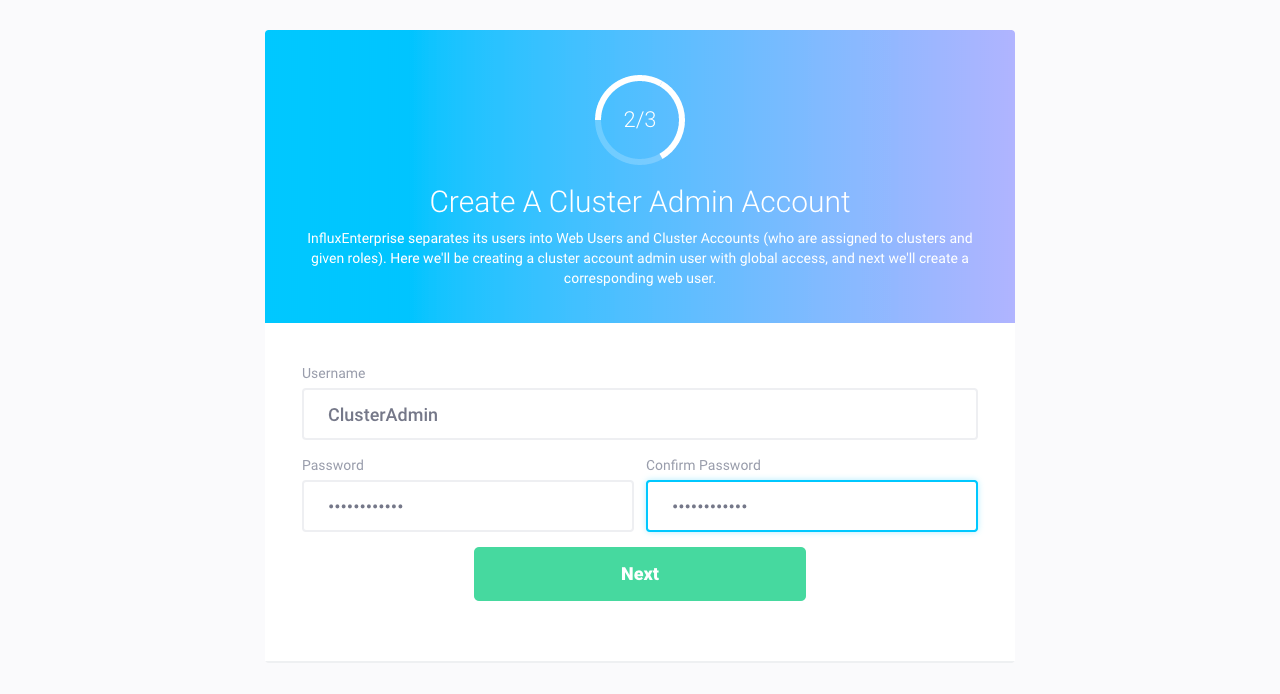 2/3
Create A Cluster Admin Account
InfluxEnterprise separates its users into Web Users and Cluster Accounts (who are assigned to clusters and
given roles). Here we'll be creating a cluster account admin user with global access, and next we'll create a
corresponding web user.
Username
ClusterAdmin
Password
Confirm Password
••••••••••••
••••••••••••
Next